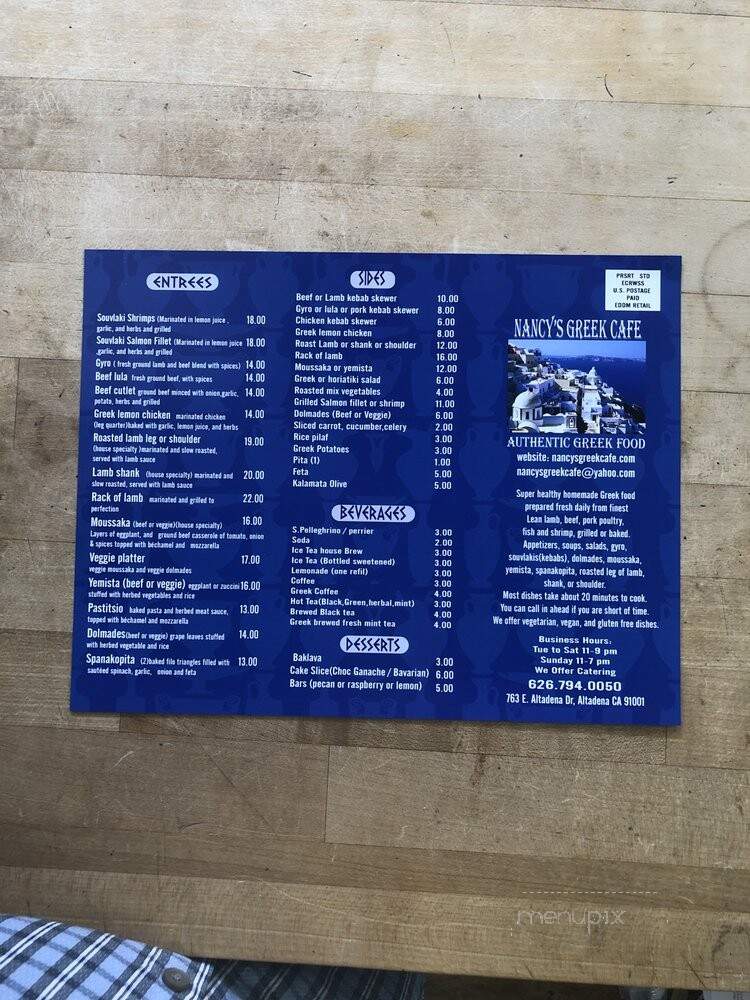 ENTREES
Souvlaki Shrimps (Marinated in lemon juice , 18.00
garlic, and herbs and grilled
Souvlaki Salmon Fillet (Marinated in lemon juice 18.00
,garlic, and herbs and grilled
Gyro ( fresh ground lamb and beef blend with spices) 14.00
Beef lula fresh ground beef, with spices 14.00
Beef cutlet ground beef minced with onion,garlic, 14.00
potato, herbs and grilled
Greek lemon chicken marinated chicken 14.00
(leg quarter)baked with garlic, lemon juice, and herbs
Roasted lamb leg or shoulder 19.00
(house specialty )marinated and slow roasted,
served with lamb sauce
Lamb shank (house specialty) marinated and 20.00
slow roasted, served with lamb sauce
Rack of lamb marinated and grilled to 22.00
perfection
Moussaka (beef or veggie)(house specialty) 16.00
Layers of eggplant, and ground beef casserole of tomato, onion
& spices topped with béchamel and mozzarella
Veggie platter 17.00
veggie moussaka and veggie dolmades
Yemista (beef or veggie) eggplant or zuccini 16.00
stuffed with herbed vegetables and rice
Pastitsio baked pasta and herbed meat sauce, 13.00
topped with béchamel and mozzarella
Dolmades(beef or veggie) grape leaves stuffed 14.00
with herbed vegetable and rice
Spanakopita (2)baked filo triangles filled with 13.00
sautéed spinach, garlic, onion and feta
SIDES
Beef or Lamb kebab skewer 10.00
Gyro or lula or pork kebab skewer 8.00
Chicken kebab skewer 6.00
Greek lemon chicken 8.00
Roast Lamb or shank or shoulder 12.00
Rack of lamb 16.00
Moussaka or yemista 12.00
Greek or horiatiki salad 6.00
Roasted mix vegetables 4.00
Grilled Salmon fillet or shrimp 11.00
Dolmades (Beef or Veggie) 6.00
Sliced carrot, cucumber,celery 2.00
Rice pilaf 3.00
Greek Potatoes 3.00
Pita (1) 1.00
Feta 5.00
Kalamata Olive 5.00
BEVERAGES
S.Pelleghrino / perrier 3.00
Soda 2.00
Ice Tea house Brew 3.00
Ice Tea (Bottled sweetened) 3.00
Lemonade (one refil) 3.00
Coffee 3.00
Greek Coffee 4.00
Hot Tea(Black,Green,herbal,mint) 3.00
Brewed Black tea 4.00
Greek brewed fresh mint tea 4.00
DESSERTS
Baklava 3.00
Cake Slice(Choc Ganache / Bavarian) 6.00
Bars (pecan or raspberry or lemon) 5.00
PRSRT STD
ECRWSS
U.S. POSTAGE
PAID
EDDM RETAIL
NANCY'S GREEK CAFE
AUTHENTIC GREEK FOOD
website: nancysgreekcafe.com
nancysgreekcafe@yahoo.com
Super healthy homemade Greek food
prepared fresh daily from finest
Lean lamb, beef, pork poultry,
fish and shrimp, grilled or baked.
Appetizers, soups, salads, gyro,
souvlakis(kebabs), dolmades, moussaka,
yemista, spanakopita, roasted leg of lamb,
shank, or shoulder.
Most dishes take about 20 minutes to cook.
You can call in ahead if you are short of time.
We offer vegetarian, vegan, and gluten free dishes.
Business Hours:
Tue to Sat 11-9 pm
Sunday 11-7 pm
We Offer Catering
626.794.0050
763 E. Altadena Dr, Altadena CA 91001
menupix